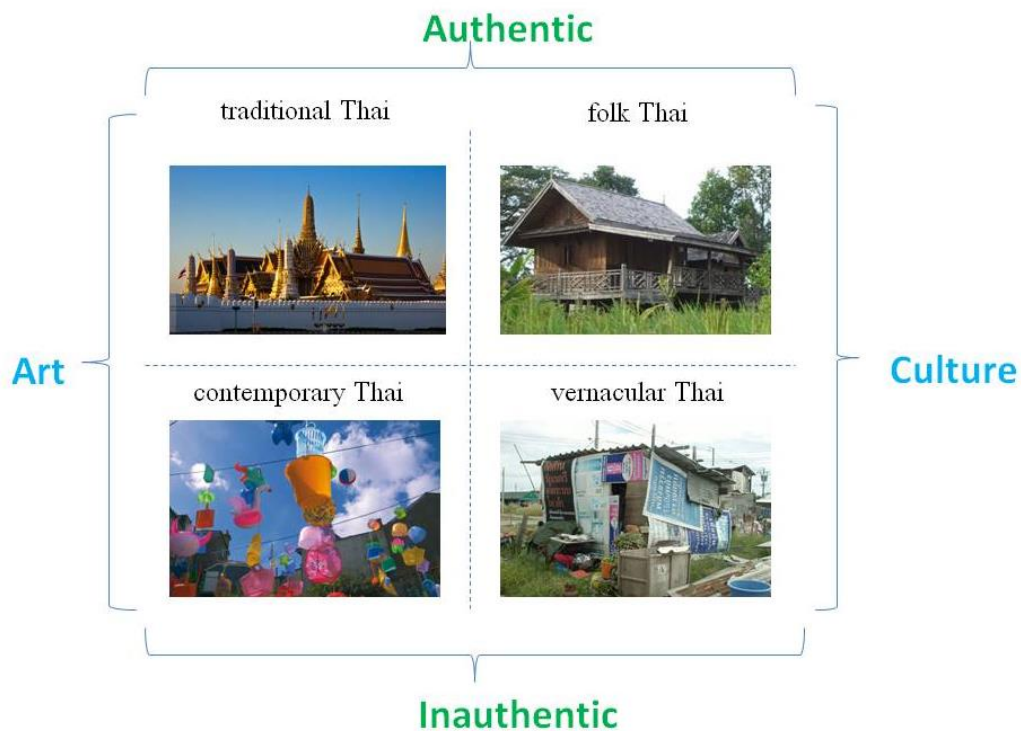 Authentic
traditional Thai
folk Thai
Art
Culture
contemporary Thai
vernacular Thai
Inauthentic